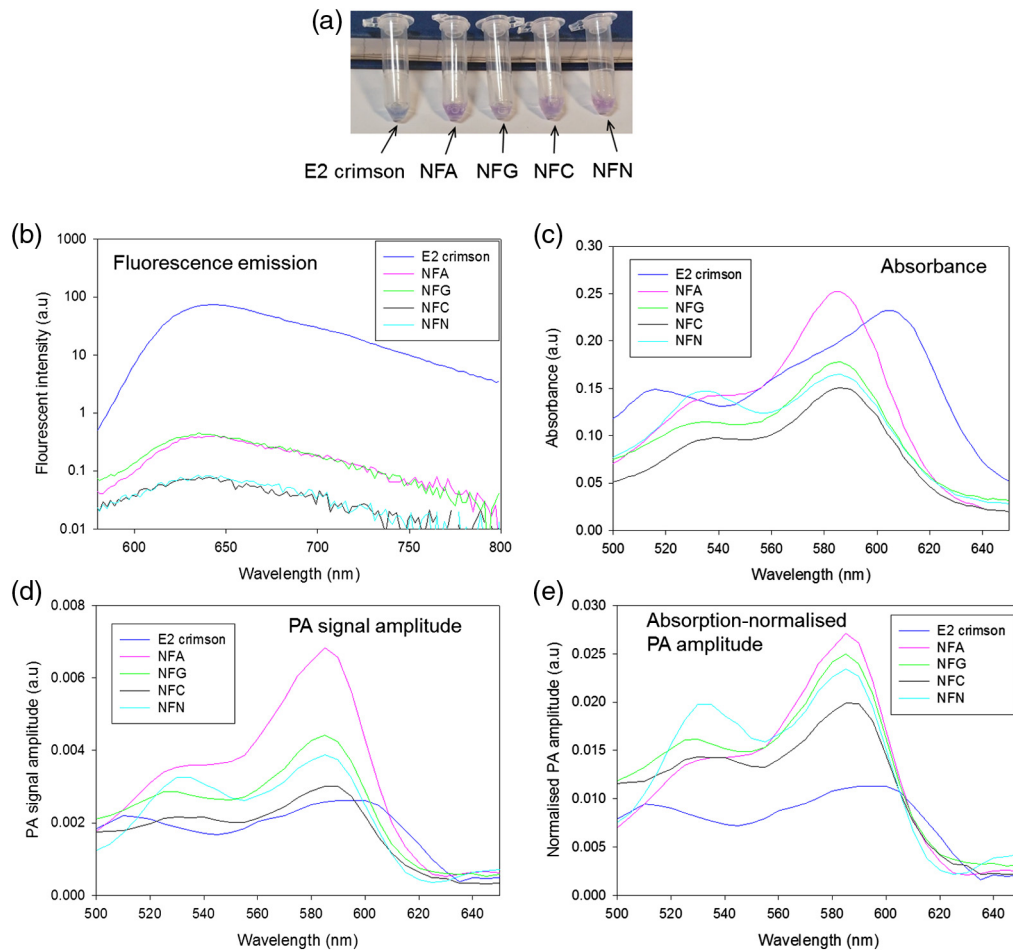 (a)
E2 crimson NFA NFG NFC NFN
(b)
1000
100
10
1
0.1
0.01
Flourescent intensity (a.u)
Fluorescence emission
E2 crimson
NFA
NFG
NFC
NFN
600 650 700 750 800
Wavelength (nm)
(c)
0.30
0.25
0.20
0.15
0.10
0.05
0.00
Absorbance (a.u)
Absorbance
E2 crimson
NFA
NFG
NFC
NFN
500 520 540 560 580 600 620 640
Wavelength (nm)
(d)
0.008
0.006
0.004
0.002
0.000
PA signal amplitude (a.u)
PA signal amplitude
E2 crimson
NFA
NFG
NFC
NFN
500 520 540 560 580 600 620 640
Wavelength (nm)
(e)
0.030
0.025
0.020
0.015
0.010
0.005
0.000
Normalised PA amplitude (a.u)
Absorption-normalised
PA amplitude
E2 crimson
NFA
NFG
NFC
NFN
500 520 540 560 580 600 620 640
Wavelength (nm)